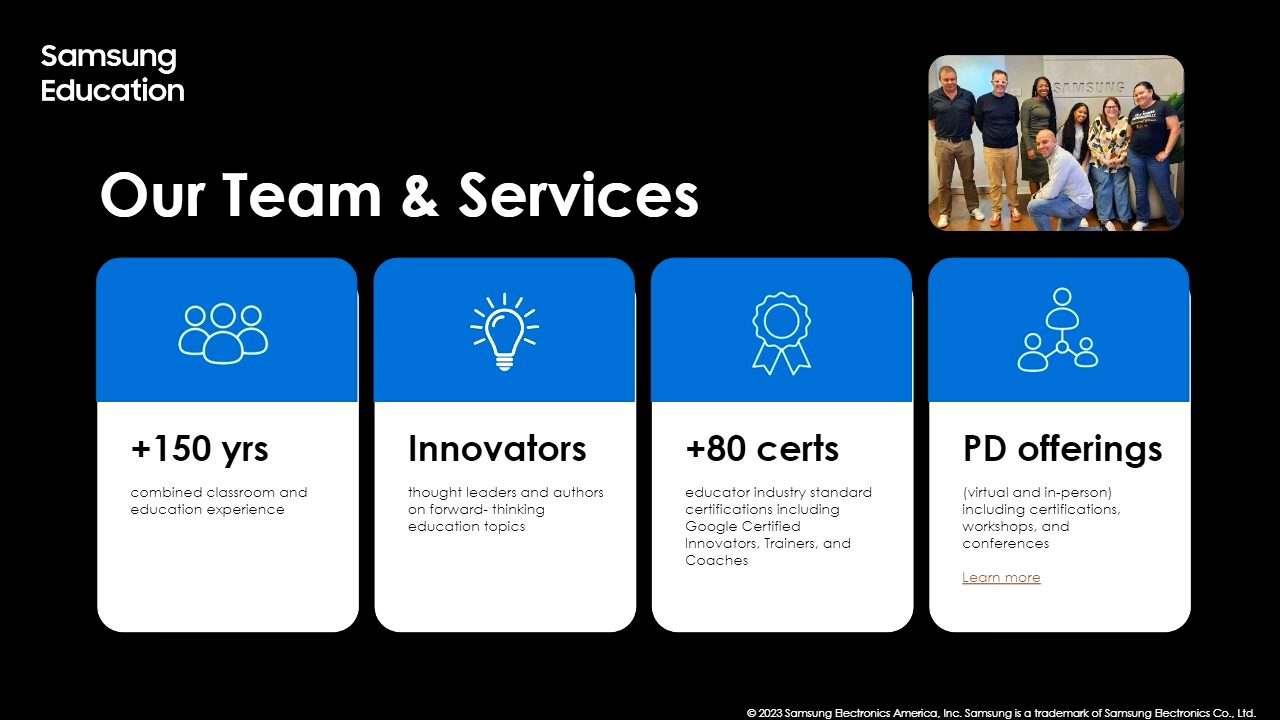 Samsung
Education
SAMSUNG
Our Team & Services
+150 yrs
combined classroom and
education experience
Innovators
thought leaders and authors
on forward- thinking
education topics
+80 certs
educator industry standard
certifications including
Google Certified
Innovators, Trainers, and
Coaches
PD offerings
(virtual and in-person)
including certifications,
workshops, and
conferences
Learn more
© 2023 Samsung Electronics America, Inc. Samsung is a trademark of Samsung Electronics Co., Ltd.